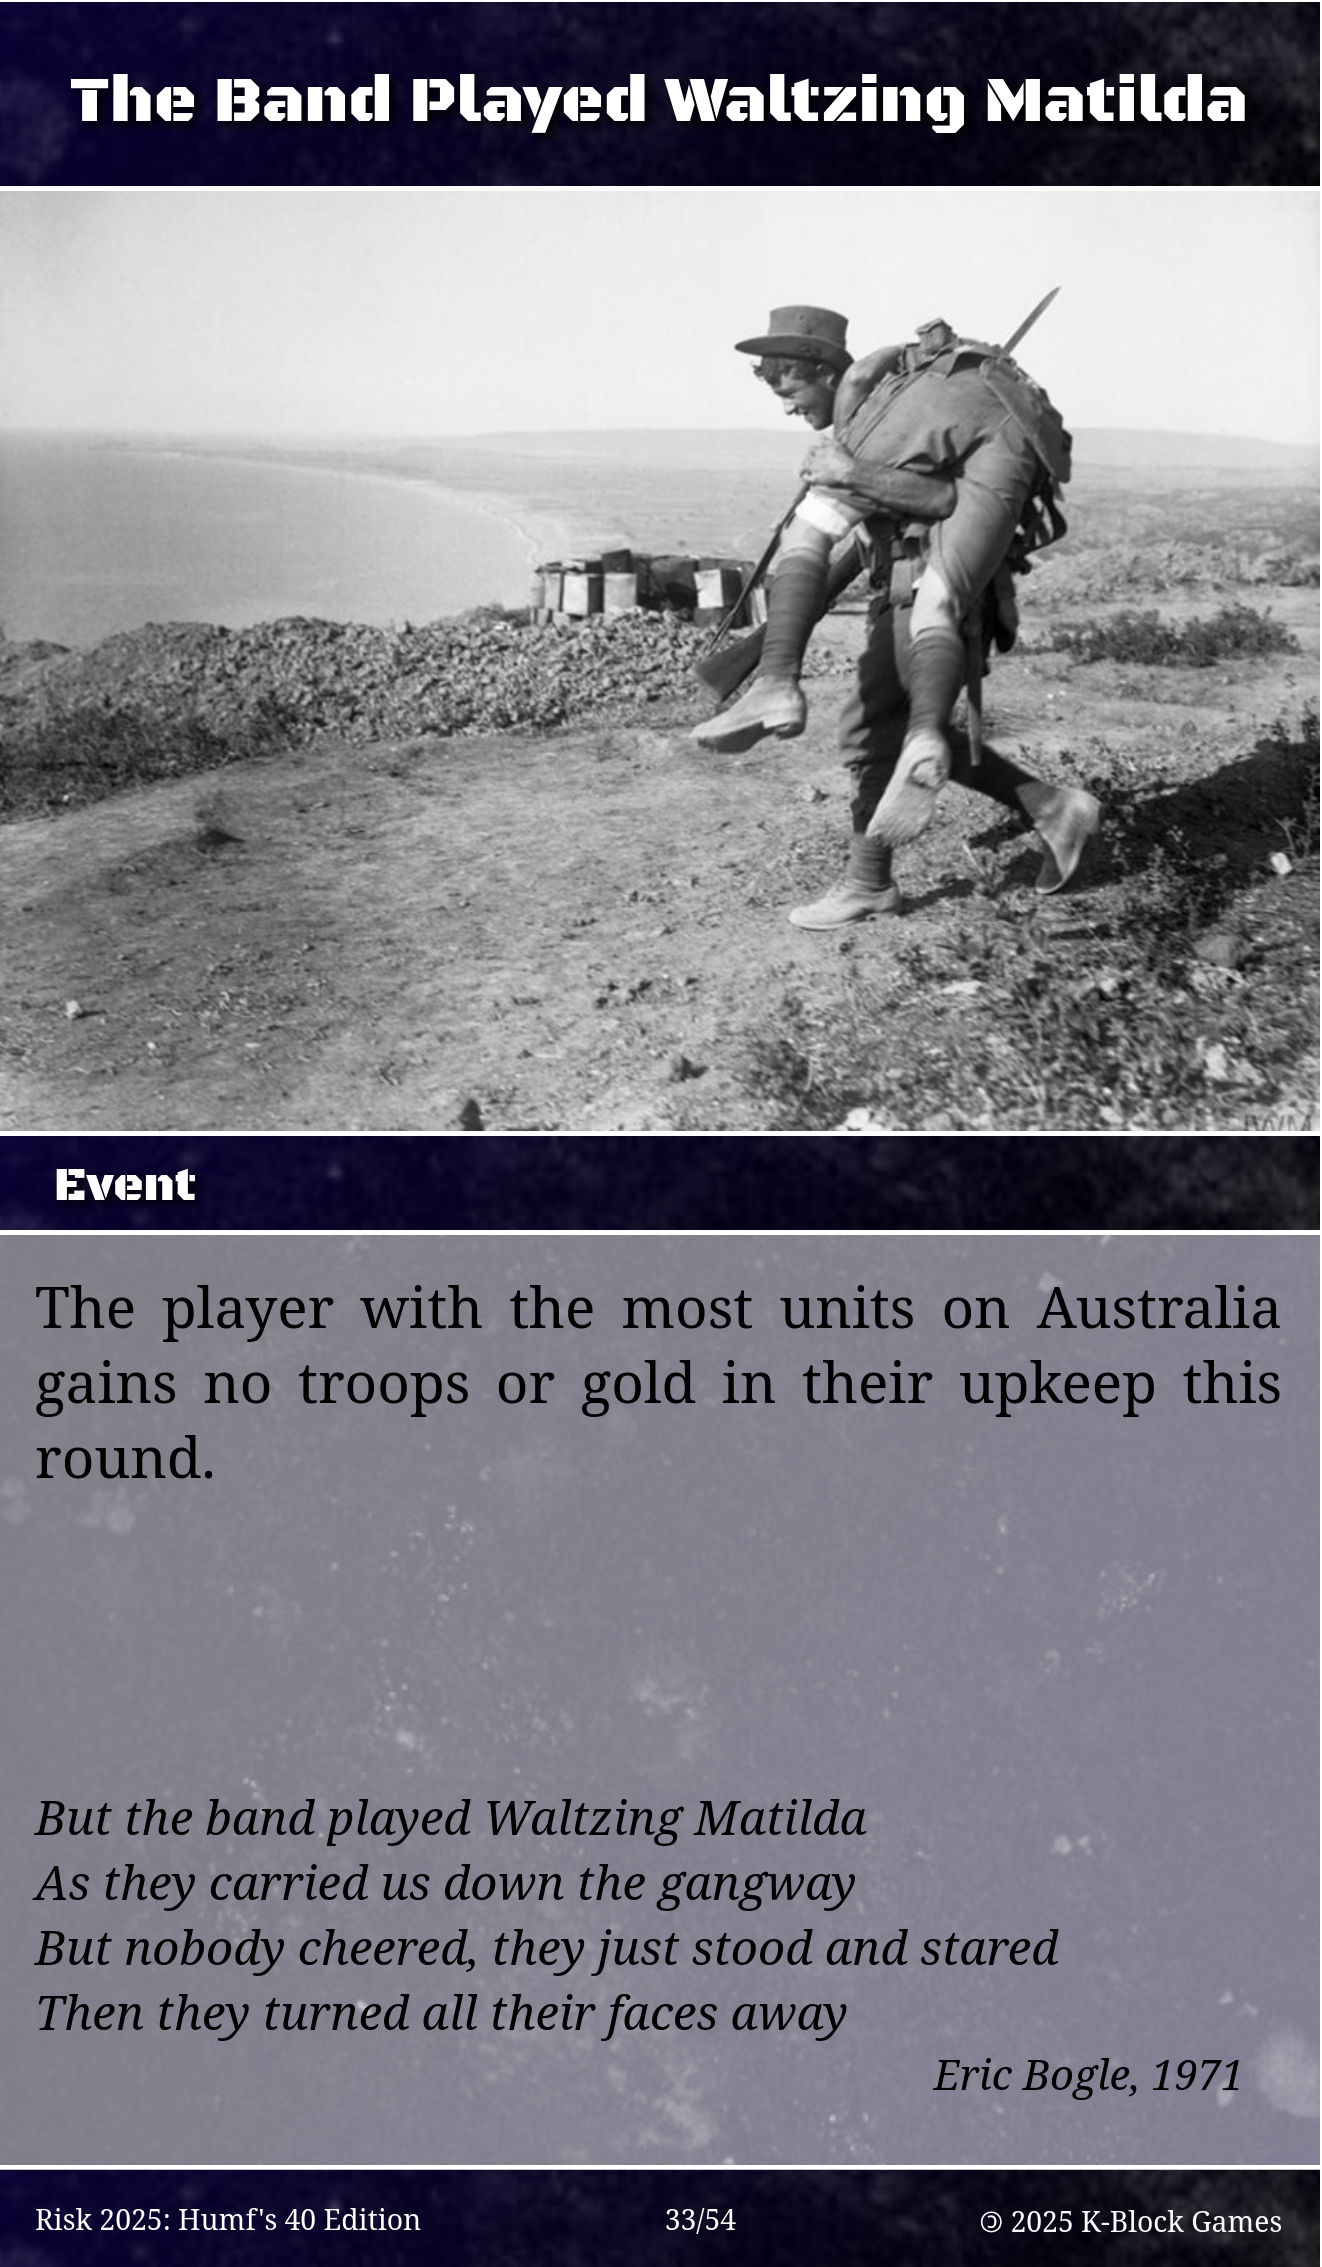 The Band Played Waltzing Matilda
IWM
Event
The player with the most units on Australia
gains no troops or gold in their upkeep this
round.
But the band played Waltzing Matilda
As they carried us down the gangway
But nobody cheered, they just stood and stared
Then they turned all their faces away
Eric Bogle, 1971
Risk 2025: Humf's 40 Edition
33/54
🄯 2025 K-Block Games